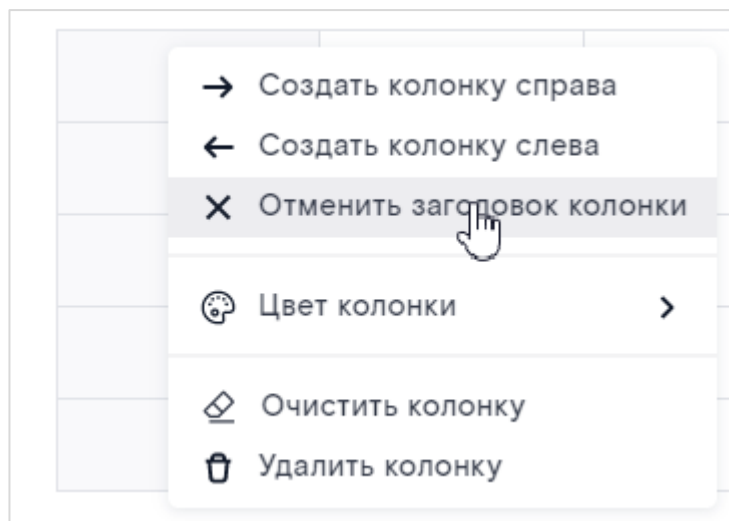 Создать колонку справа
Создать колонку слева
Отменить заголовок колонки
Цвет колонки
Очистить колонку
Удалить колонку